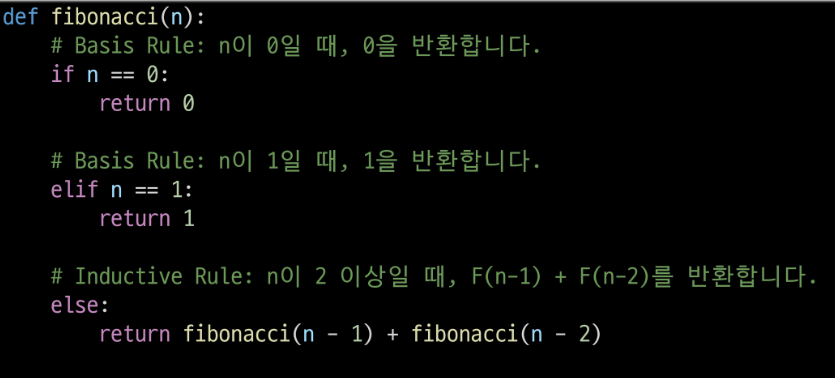 def fibonacci(n):
    # Basis Rule: n이 0일 때, 0을 반환합니다.
    if n == 0:
        return 0

    # Basis Rule: n이 1일 때, 1을 반환합니다.
    elif n == 1:
        return 1

    # Inductive Rule: n이 2 이상일 때, F(n-1) + F(n-2)를 반환합니다.
    else:
        return fibonacci(n - 1) + fibonacci(n - 2)